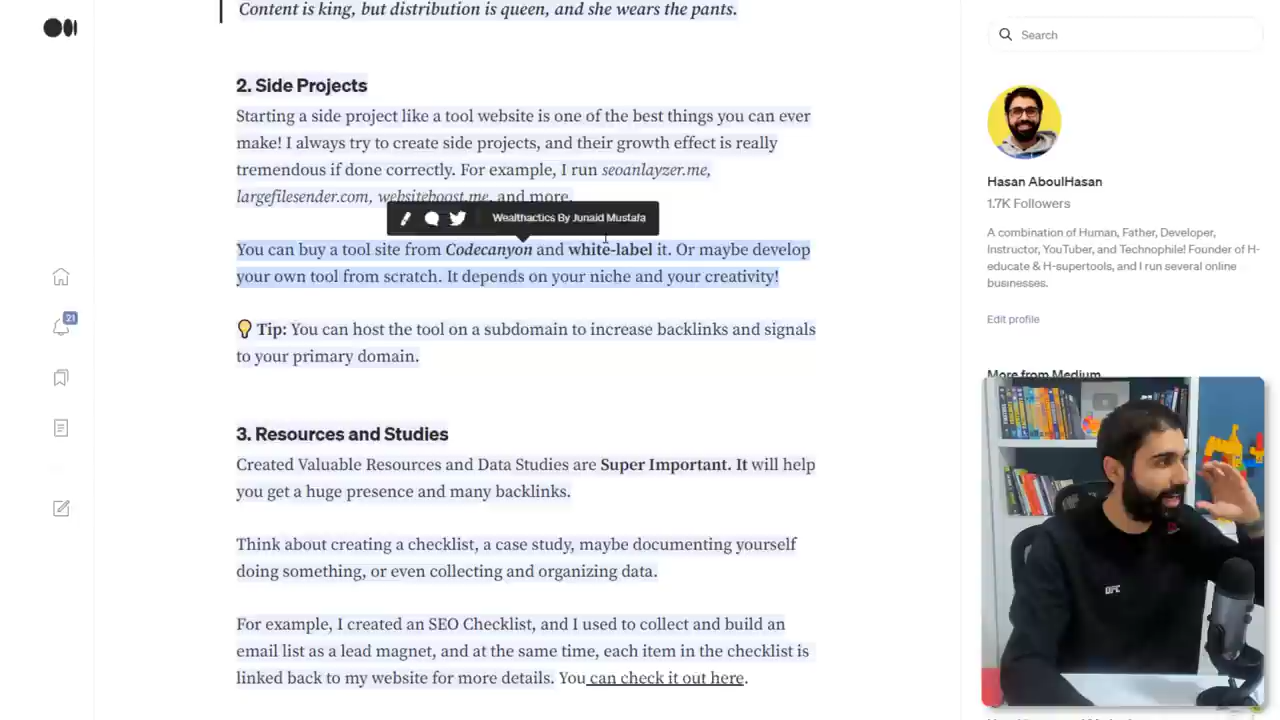 Content is king, but distribution is queen, and she wears the pants.
Search
2. Side Projects
Starting a side project like a tool website is one of the best things you can ever
make! I always try to create side projects, and their growth effect is really
tremendous if done correctly. For example, I run seoanlayzer.me,
largefilesender.com, websiteboost.me, and more.
Wealthactics By Junaid Mustafa
You can buy a tool site from Codecanyon and white-label it. Or maybe develop
your own tool from scratch. It depends on your niche and your creativity!
Tip: You can host the tool on a subdomain to increase backlinks and signals
to your primary domain.
3. Resources and Studies
Created Valuable Resources and Data Studies are Super Important. It will help
you get a huge presence and many backlinks.
Think about creating a checklist, a case study, maybe documenting yourself
doing something, or even collecting and organizing data.
For example, I created an SEO Checklist, and I used to collect and build an
email list as a lead magnet, and at the same time, each item in the checklist is
linked back to my website for more details. You can check it out here.
21
Hasan AboulHasan
1.7K Followers
A combination of Human, Father, Developer,
Instructor, YouTuber, and Technophile! Founder of H-
educate & H-supertools, and I run several online
businesses.
Edit profile
More from Medium
UFC